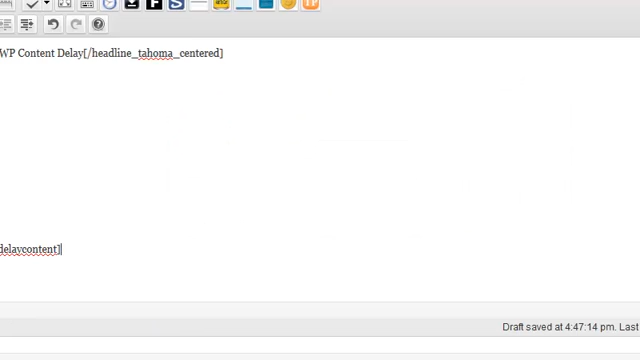 WP Content Delay[/headline_tahoma_centered]
delaycontent]
Draft saved at 4:47:14 pm. Last